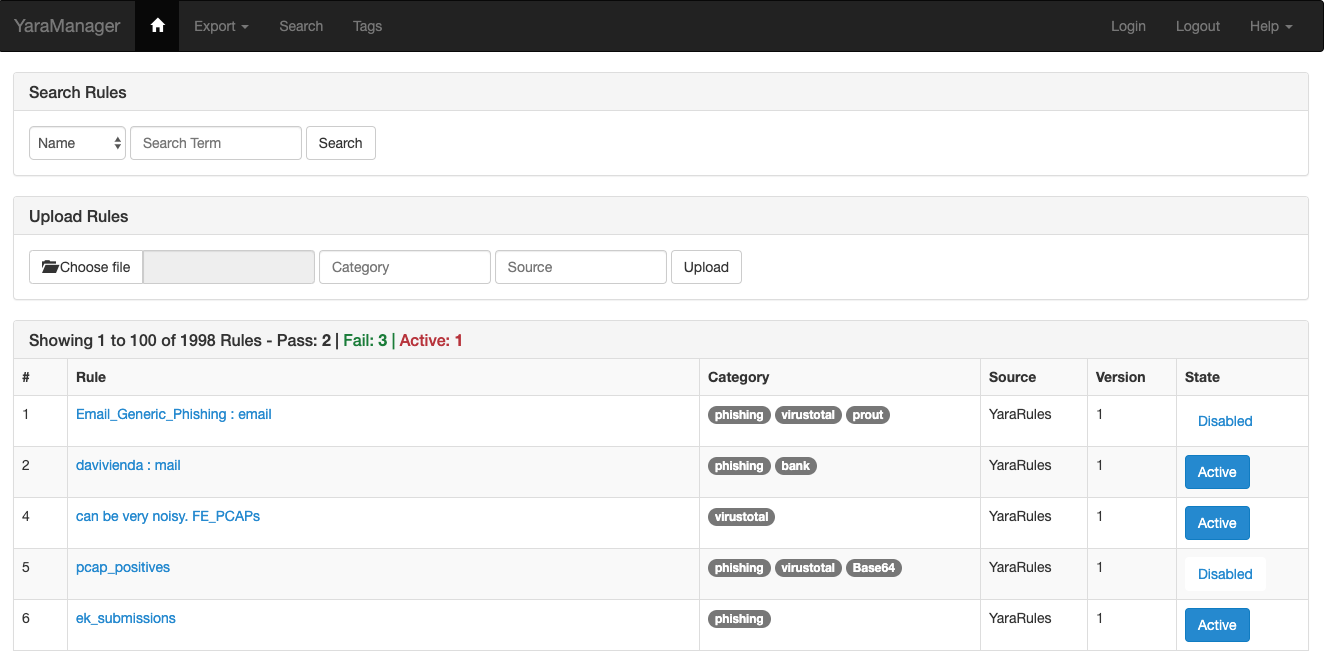 YaraManager Export Search Tags Login Logout Help
Search Rules
Name Search Term Search
Upload Rules
Choose file Category Source Upload
Showing 1 to 100 of 1998 Rules - Pass: 2 | Fail: 3 | Active: 1
# Rule Category Source Version State
1 Email_Generic_Phishing : email phishing virustotal prout YaraRules 1 Disabled
2 davivienda : mail phishing bank YaraRules 1 Active
4 can be very noisy. FE_PCAPs virustotal YaraRules 1 Active
5 pcap_positives phishing virustotal Base64 YaraRules 1 Disabled
6 ek_submissions phishing YaraRules 1 Active